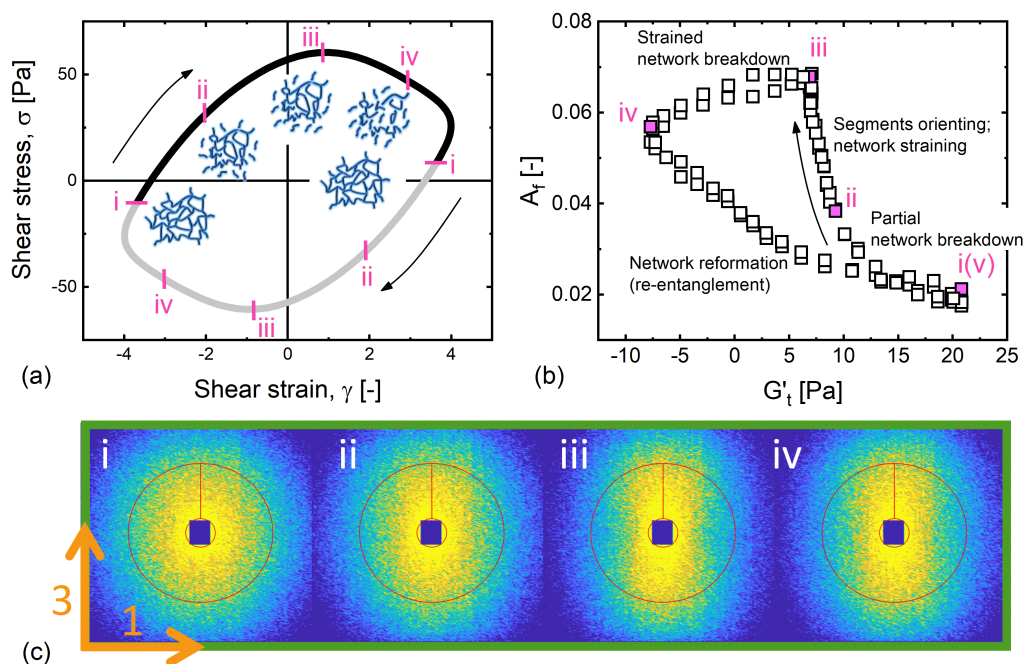 iii
iv
ii
i
i
iv
iii
ii
50
0
-50
Shear stress, σ [Pa]
-4
-2
0
2
4
Shear strain, γ [-]
(a)
0.08
0.06
0.04
0.02
A_f [-]
Strained
network breakdown
iii
iv
Segments orienting;
network straining
ii
Partial
network breakdown
i(v)
Network reformation
(re-entanglement)
-10
-5
0
5
10
15
20
25
G'_t [Pa]
(b)
i
ii
iii
iv
3
1
(c)